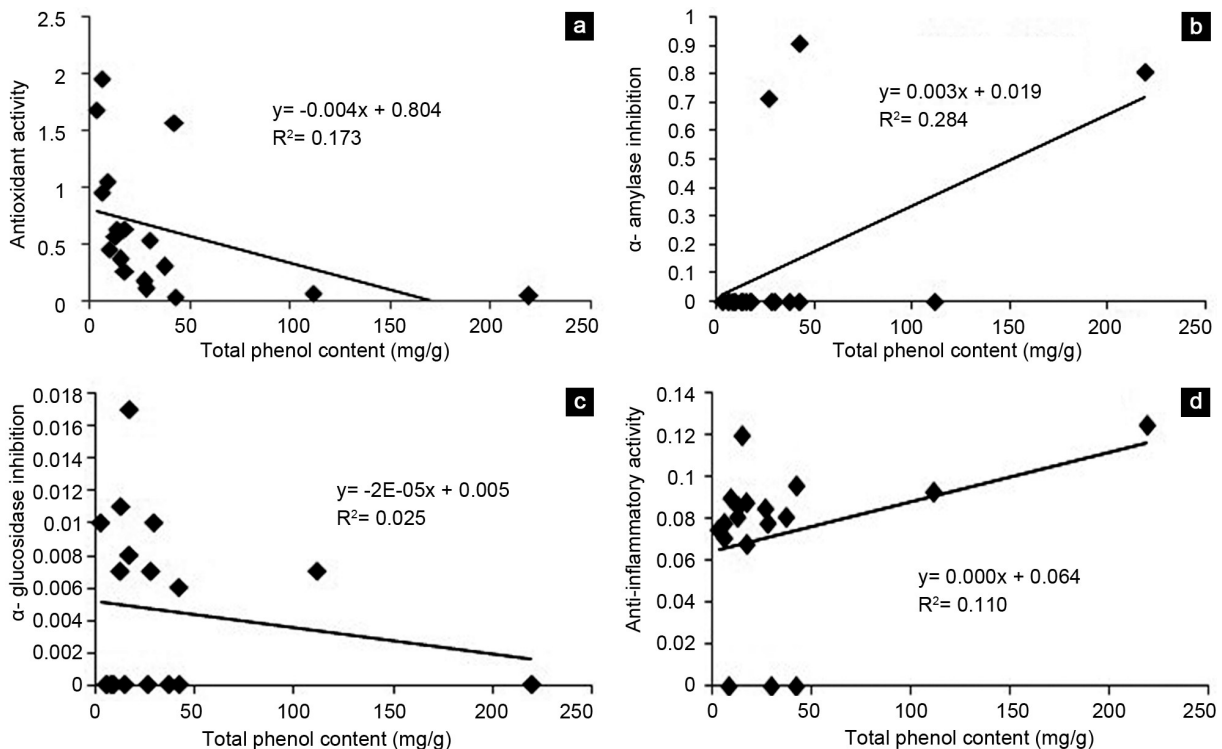 a
2.5
2
1.5
1
0.5
0
Antioxidant activity
y= -0.004x + 0.804
R²= 0.173
0 50 100 150 200 250
Total phenol content (mg/g)
b
1
0.9
0.8
0.7
0.6
0.5
0.4
0.3
0.2
0.1
0
α- amylase inhibition
y= 0.003x + 0.019
R²= 0.284
0 50 100 150 200 250
Total phenol content (mg/g)
c
0.018
0.016
0.014
0.012
0.01
0.008
0.006
0.004
0.002
0
α- glucosidase inhibition
y= -2E-05x + 0.005
R²= 0.025
0 50 100 150 200 250
Total phenol content (mg/g)
d
0.14
0.12
0.1
0.08
0.06
0.04
0.02
0
Anti-inflammatory activity
y= 0.000x + 0.064
R²= 0.110
0 50 100 150 200 250
Total phenol content (mg/g)